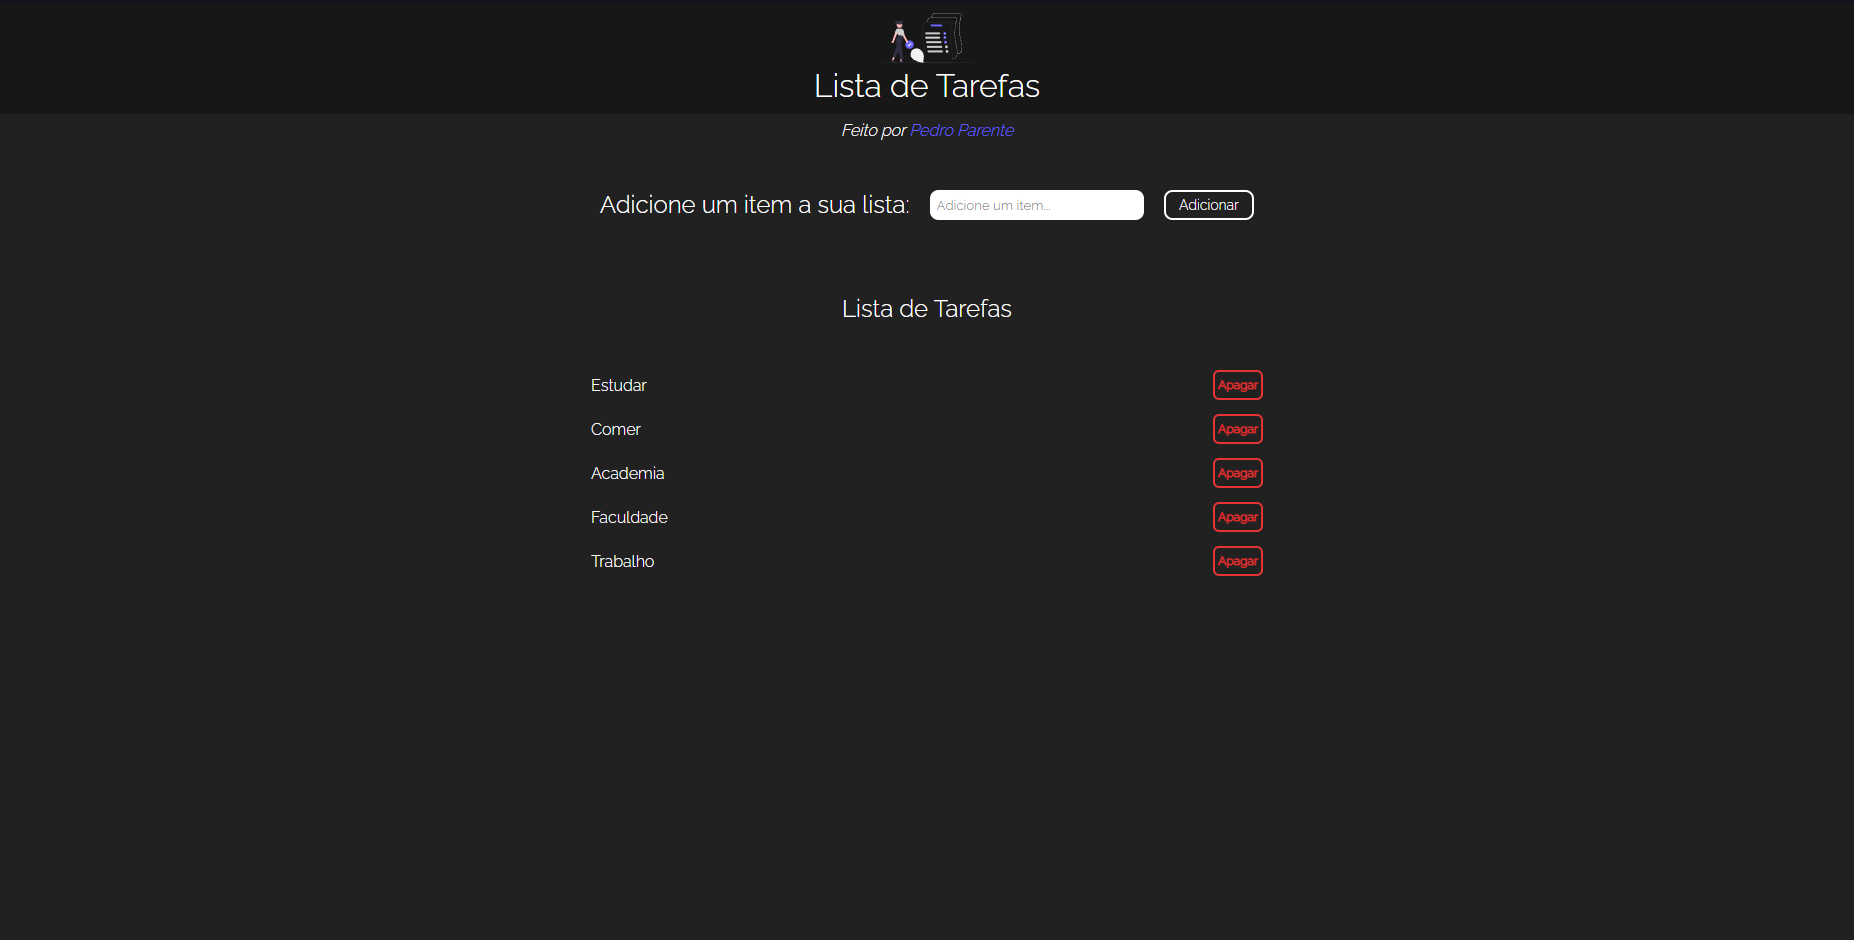 Lista de Tarefas
Feito por Pedro Parente
Adicione um item a sua lista: Adicione um item... Adicionar
Lista de Tarefas
Estudar Apagar
Comer Apagar
Academia Apagar
Faculdade Apagar
Trabalho Apagar